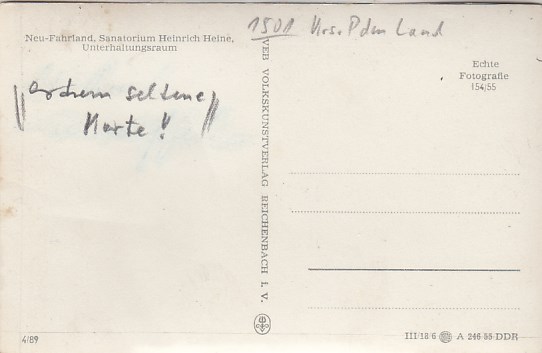 Neu-Fahrland, Sanatorium Heinrich Heine,
Unterhaltungsraum
1501 Krs. Pdm Land
Echte
Fotografie
154/55
extrem seltene
Karte!!
VEB VOLKSKUNSTVERLAG REICHENBACH I. V.
4/89
III 18 6 A 246 55 DDR